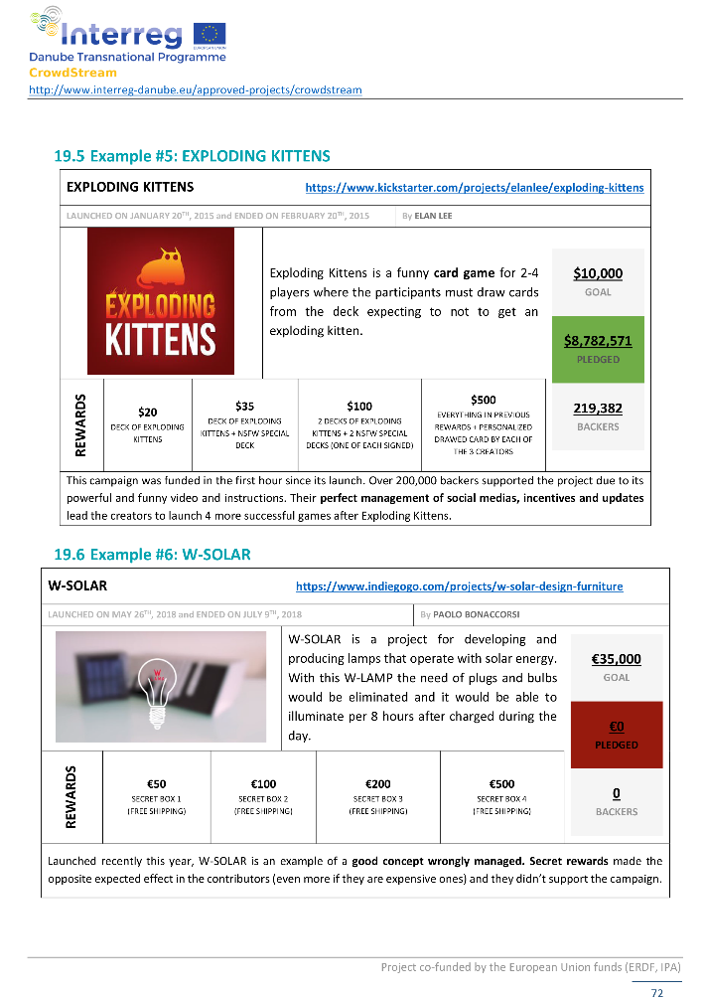 Interreg
EUROPEAN UNION
Danube Transnational Programme
CrowdStream
http://www.interreg-danube.eu/approved-projects/crowdstream
19.5 Example #5: EXPLODING KITTENS
EXPLODING KITTENS https://www.kickstarter.com/projects/elanlee/exploding-kittens
LAUNCHED ON JANUARY 20TH, 2015 and ENDED ON FEBRUARY 20TH, 2015 By ELAN LEE
EXPLODING
KITTENS
Exploding Kittens is a funny card game for 2-4
players where the participants must draw cards
from the deck expecting to not to get an
exploding kitten.
$10,000
GOAL
$8,782,571
PLEDGED
219,382
BACKERS
REWARDS
$20
DECK OF EXPLODING
KITTENS
$35
DECK OF EXPLODING
KITTENS + NSFW SPECIAL
DECK
$100
2 DECKS OF EXPLODING
KITTENS + 2 NSFW SPECIAL
DECKS (ONE OF EACH SIGNED)
$500
EVERYTHING IN PREVIOUS
REWARDS + PERSONALIZED
DRAWED CARD BY EACH OF
THE 3 CREATORS
This campaign was funded in the first hour since its launch. Over 200,000 backers supported the project due to its
powerful and funny video and instructions. Their perfect management of social medias, incentives and updates
lead the creators to launch 4 more successful games after Exploding Kittens.
19.6 Example #6: W-SOLAR
W-SOLAR https://www.indiegogo.com/projects/w-solar-design-furniture
LAUNCHED ON MAY 26TH, 2018 and ENDED ON JULY 9TH, 2018 By PAOLO BONACCORSI
W-SOLAR is a project for developing and
producing lamps that operate with solar energy.
With this W-LAMP the need of plugs and bulbs
would be eliminated and it would be able to
illuminate per 8 hours after charged during the
day.
€35,000
GOAL
€0
PLEDGED
0
BACKERS
REWARDS
€50
SECRET BOX 1
(FREE SHIPPING)
€100
SECRET BOX 2
(FREE SHIPPING)
€200
SECRET BOX 3
(FREE SHIPPING)
€500
SECRET BOX 4
(FREE SHIPPING)
Launched recently this year, W-SOLAR is an example of a good concept wrongly managed. Secret rewards made the
opposite expected effect in the contributors (even more if they are expensive ones) and they didn't support the campaign.
Project co-funded by the European Union funds (ERDF, IPA)
72